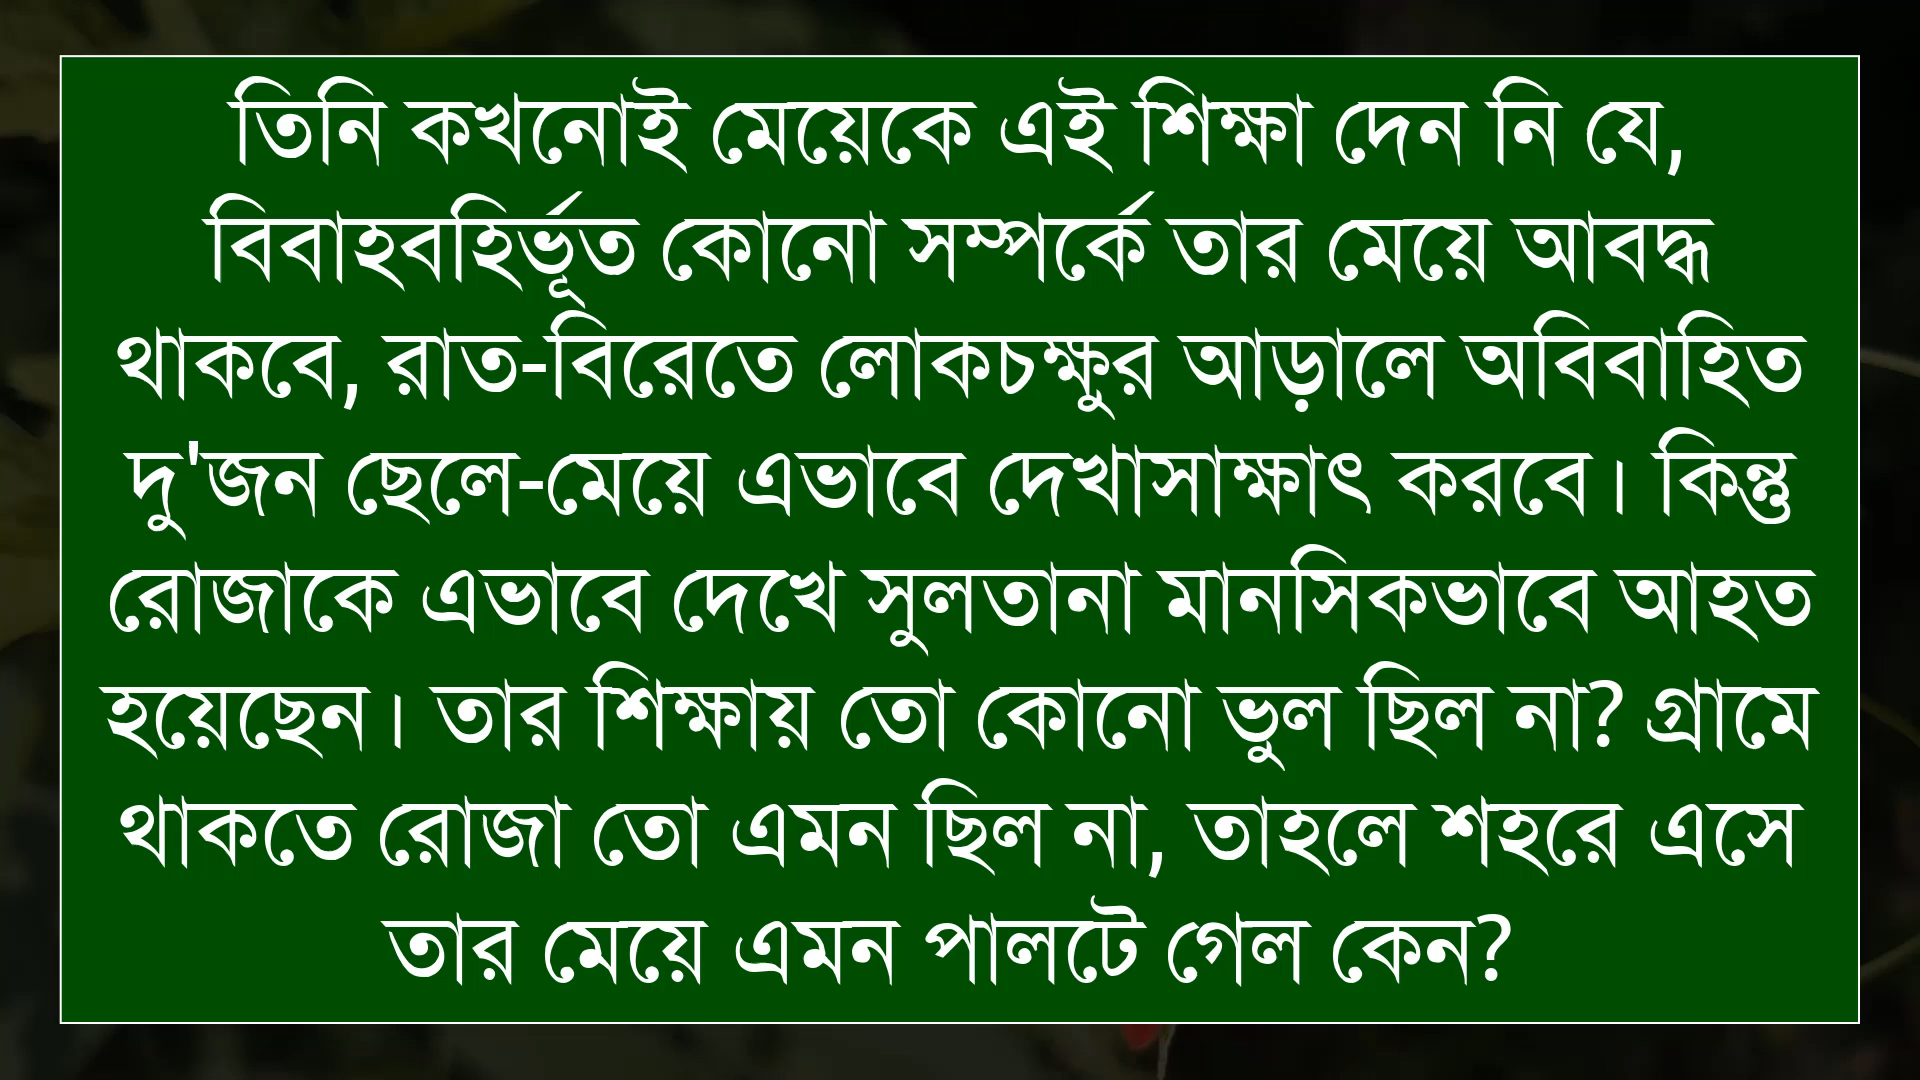 তিনি কখনোই মেয়েকে এই শিক্ষা দেন নি যে,
বিবাহবহির্ভূত কোনো সম্পর্কে তার মেয়ে আবদ্ধ
থাকবে, রাত-বিরেতে লোকচক্ষুর আড়ালে অবিবাহিত
দু'জন ছেলে-মেয়ে এভাবে দেখাসাক্ষাৎ করবে। কিন্তু
রোজাকে এভাবে দেখে সুলতানা মানসিকভাবে আহত
হয়েছেন। তার শিক্ষায় তো কোনো ভুল ছিল না? গ্রামে
থাকতে রোজা তো এমন ছিল না, তাহলে শহরে এসে
তার মেয়ে এমন পালটে গেল কেন?